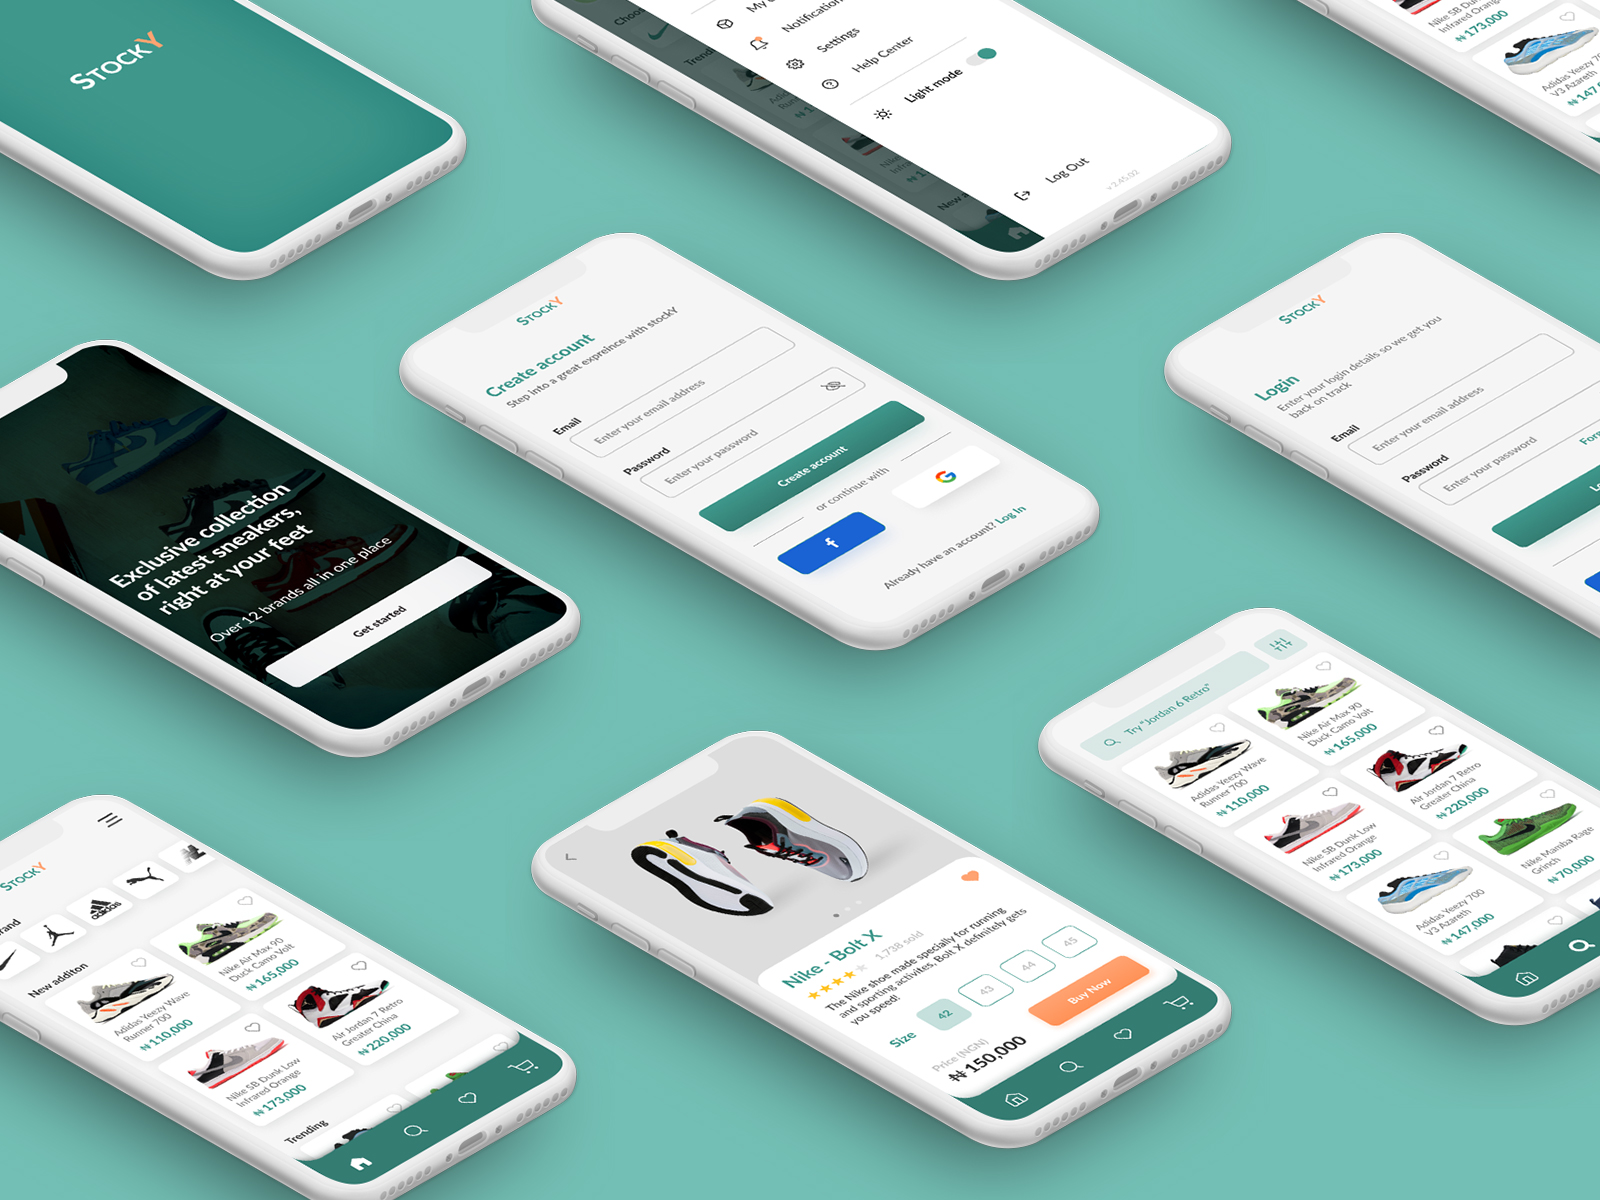 STOCKY
Choo
Trendi
New
My
Notification
Settings
Help Center
Light mode
Log Out
v 2.45.02
Nike SB Dunk Low
Infrared Orange
₦ 173,000
Adidas Yeezy 70
V3 Azareth
₦ 147,0
Exclusive collection
of latest sneakers,
right at your feet
Over 12 brands all in one place
Get started
STOCKY
Create account
Step into a great expreince with stockY
Email
Enter your email address
Password
Enter your password
Create account
or continue with
G
f
Already have an account? Log In
STOCKY
Login
Enter your login details so we get you
back on track
Email
Enter your email address
Password
Enter your password
Forg
Lo
STOCKY
rand
adidas
New additon
Adidas Yeezy Wave
Runner 700
₦ 110,000
Nike Air Max 90
Duck Camo Volt
₦ 165,000
Nike SB Dunk Low
Infrared Orange
₦ 173,000
Air Jordan 7 Retro
Greater China
₦ 220,000
Trending
Nike - Bolt X
1,738 sold
The Nike shoe made specially for running
and sporting activites, Bolt X definitely gets
you speed!
Size
42
43
44
45
Price (NGN)
₦ 150,000
Buy Now
Try "Jordan 6 Retro"
Adidas Yeezy Wave
Runner 700
₦ 110,000
Nike Air Max 90
Duck Camo Volt
₦ 165,000
Nike SB Dunk Low
Infrared Orange
₦ 173,000
Air Jordan 7 Retro
Greater China
₦ 220,000
Adidas Yeezy 700
V3 Azareth
₦ 147,000
Nike Mamba Rage
Grinch
₦ 70,000